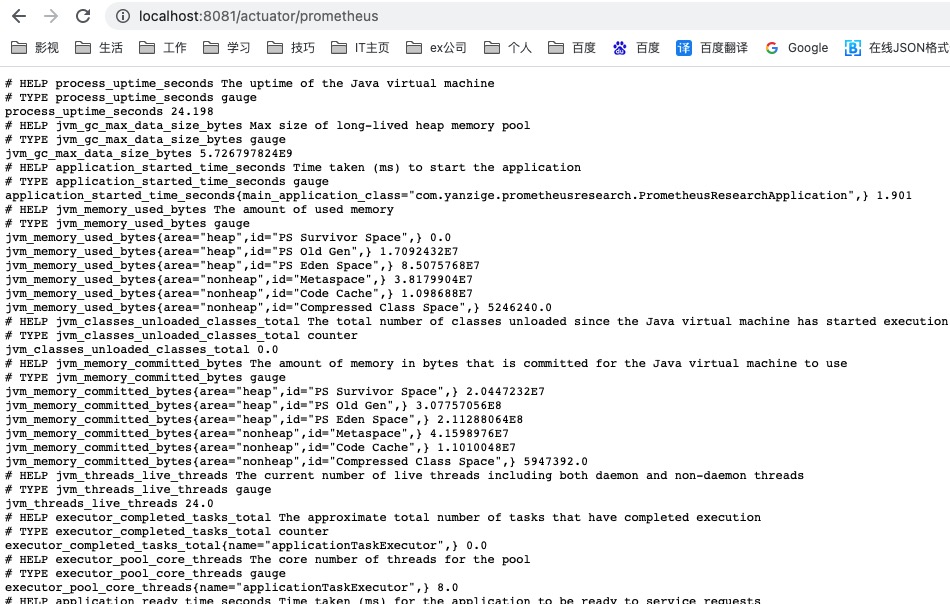 localhost:8081/actuator/prometheus
影视 生活 工作 学习 技巧 IT主页 ex公司 个人 百度 百度 译 百度翻译 G Google B 在线JSON格式
# HELP process_uptime_seconds The uptime of the Java virtual machine
# TYPE process_uptime_seconds gauge
process_uptime_seconds 24.198
# HELP jvm_gc_max_data_size_bytes Max size of long-lived heap memory pool
# TYPE jvm_gc_max_data_size_bytes gauge
jvm_gc_max_data_size_bytes 5.726797824E9
# HELP application_started_time_seconds Time taken (ms) to start the application
# TYPE application_started_time_seconds gauge
application_started_time_seconds{main_application_class="com.yanzige.prometheusresearch.PrometheusResearchApplication",} 1.901
# HELP jvm_memory_used_bytes The amount of used memory
# TYPE jvm_memory_used_bytes gauge
jvm_memory_used_bytes{area="heap",id="PS Survivor Space",} 0.0
jvm_memory_used_bytes{area="heap",id="PS Old Gen",} 1.7092432E7
jvm_memory_used_bytes{area="heap",id="PS Eden Space",} 8.5075768E7
jvm_memory_used_bytes{area="nonheap",id="Metaspace",} 3.8179904E7
jvm_memory_used_bytes{area="nonheap",id="Code Cache",} 1.098688E7
jvm_memory_used_bytes{area="nonheap",id="Compressed Class Space",} 5246240.0
# HELP jvm_classes_unloaded_classes_total The total number of classes unloaded since the Java virtual machine has started execution
# TYPE jvm_classes_unloaded_classes_total counter
jvm_classes_unloaded_classes_total 0.0
# HELP jvm_memory_committed_bytes The amount of memory in bytes that is committed for the Java virtual machine to use
# TYPE jvm_memory_committed_bytes gauge
jvm_memory_committed_bytes{area="heap",id="PS Survivor Space",} 2.0447232E7
jvm_memory_committed_bytes{area="heap",id="PS Old Gen",} 3.07757056E8
jvm_memory_committed_bytes{area="heap",id="PS Eden Space",} 2.11288064E8
jvm_memory_committed_bytes{area="nonheap",id="Metaspace",} 4.1598976E7
jvm_memory_committed_bytes{area="nonheap",id="Code Cache",} 1.1010048E7
jvm_memory_committed_bytes{area="nonheap",id="Compressed Class Space",} 5947392.0
# HELP jvm_threads_live_threads The current number of live threads including both daemon and non-daemon threads
# TYPE jvm_threads_live_threads gauge
jvm_threads_live_threads 24.0
# HELP executor_completed_tasks_total The approximate total number of tasks that have completed execution
# TYPE executor_completed_tasks_total counter
executor_completed_tasks_total{name="applicationTaskExecutor",} 0.0
# HELP executor_pool_core_threads The core number of threads for the pool
# TYPE executor_pool_core_threads gauge
executor_pool_core_threads{name="applicationTaskExecutor",} 8.0
# HELP application_ready_time_seconds Time taken (ms) for the application to be ready to service requests